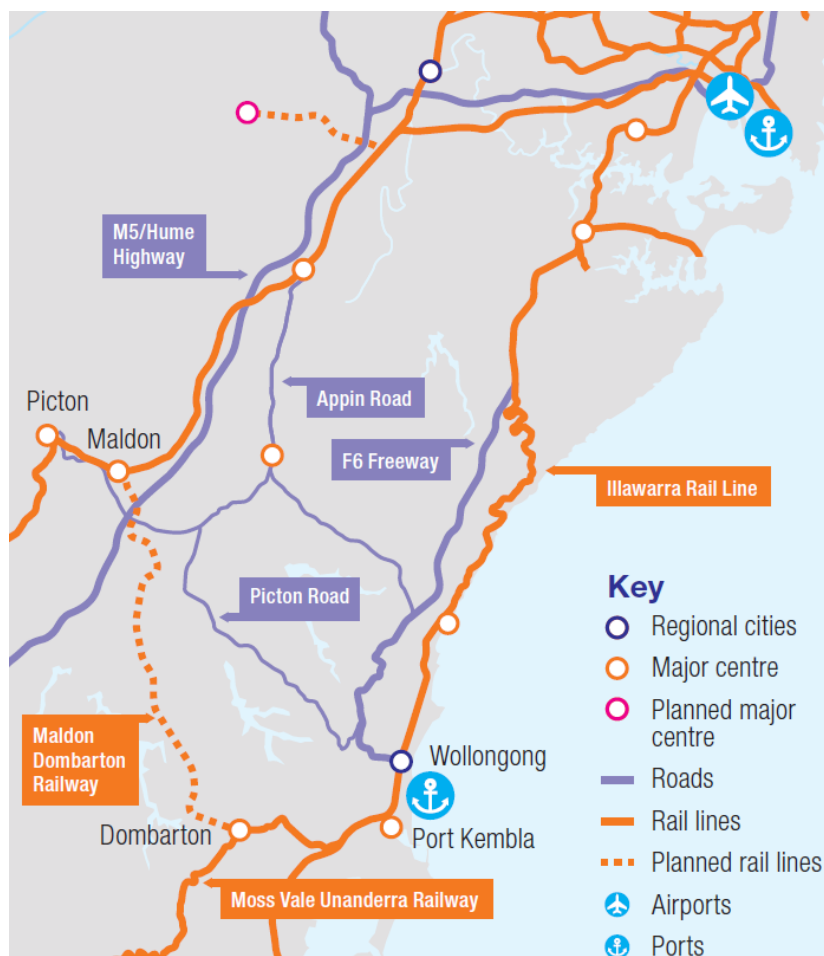 M5/Hume
Highway
Appin Road
Picton
F6 Freeway
Maldon
Illawarra Rail Line
Picton Road
Key
Regional cities
Major centre
Planned major
centre
Roads
Rail lines
Planned rail lines
Airports
Ports
Maldon
Dombarton
Railway
Wollongong
Dombarton
Port Kembla
Moss Vale Unanderra Railway